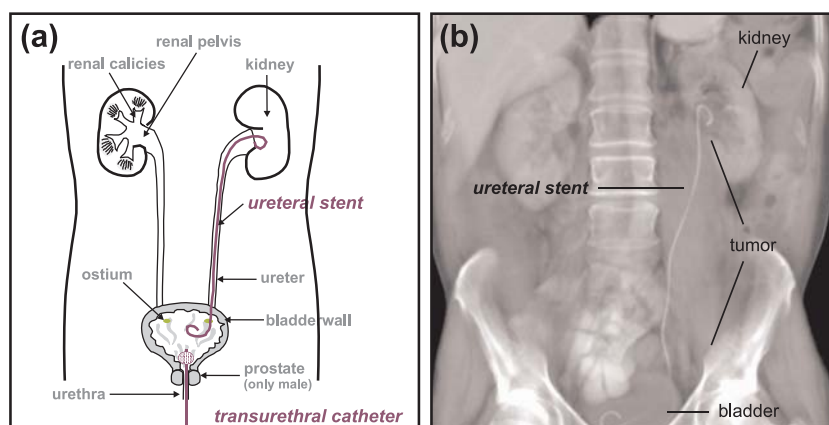 (a)
renal pelvis
renal calicies
kidney
ureteral stent
ureter
ostium
bladderwall
prostate
(only male)
urethra
transurethral catheter
(b)
kidney
ureteral stent
tumor
bladder